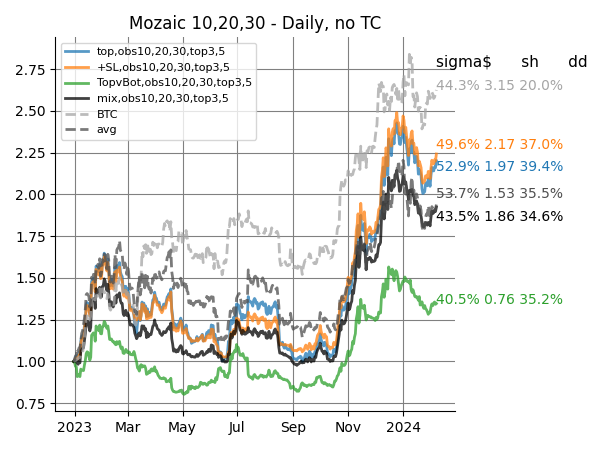 Mozaic 10,20,30 - Daily, no TC
top,obs10,20,30,top3,5
+SL,obs10,20,30,top3,5
TopvBot,obs10,20,30,top3,5
mix,obs10,20,30,top3,5
BTC
avg
sigma$ sh dd
44.3% 3.15 20.0%
49.6% 2.17 37.0%
52.9% 1.97 39.4%
53.7% 1.53 35.5%
43.5% 1.86 34.6%
40.5% 0.76 35.2%
2.75
2.50
2.25
2.00
1.75
1.50
1.25
1.00
0.75
2023 Mar May Jul Sep Nov 2024